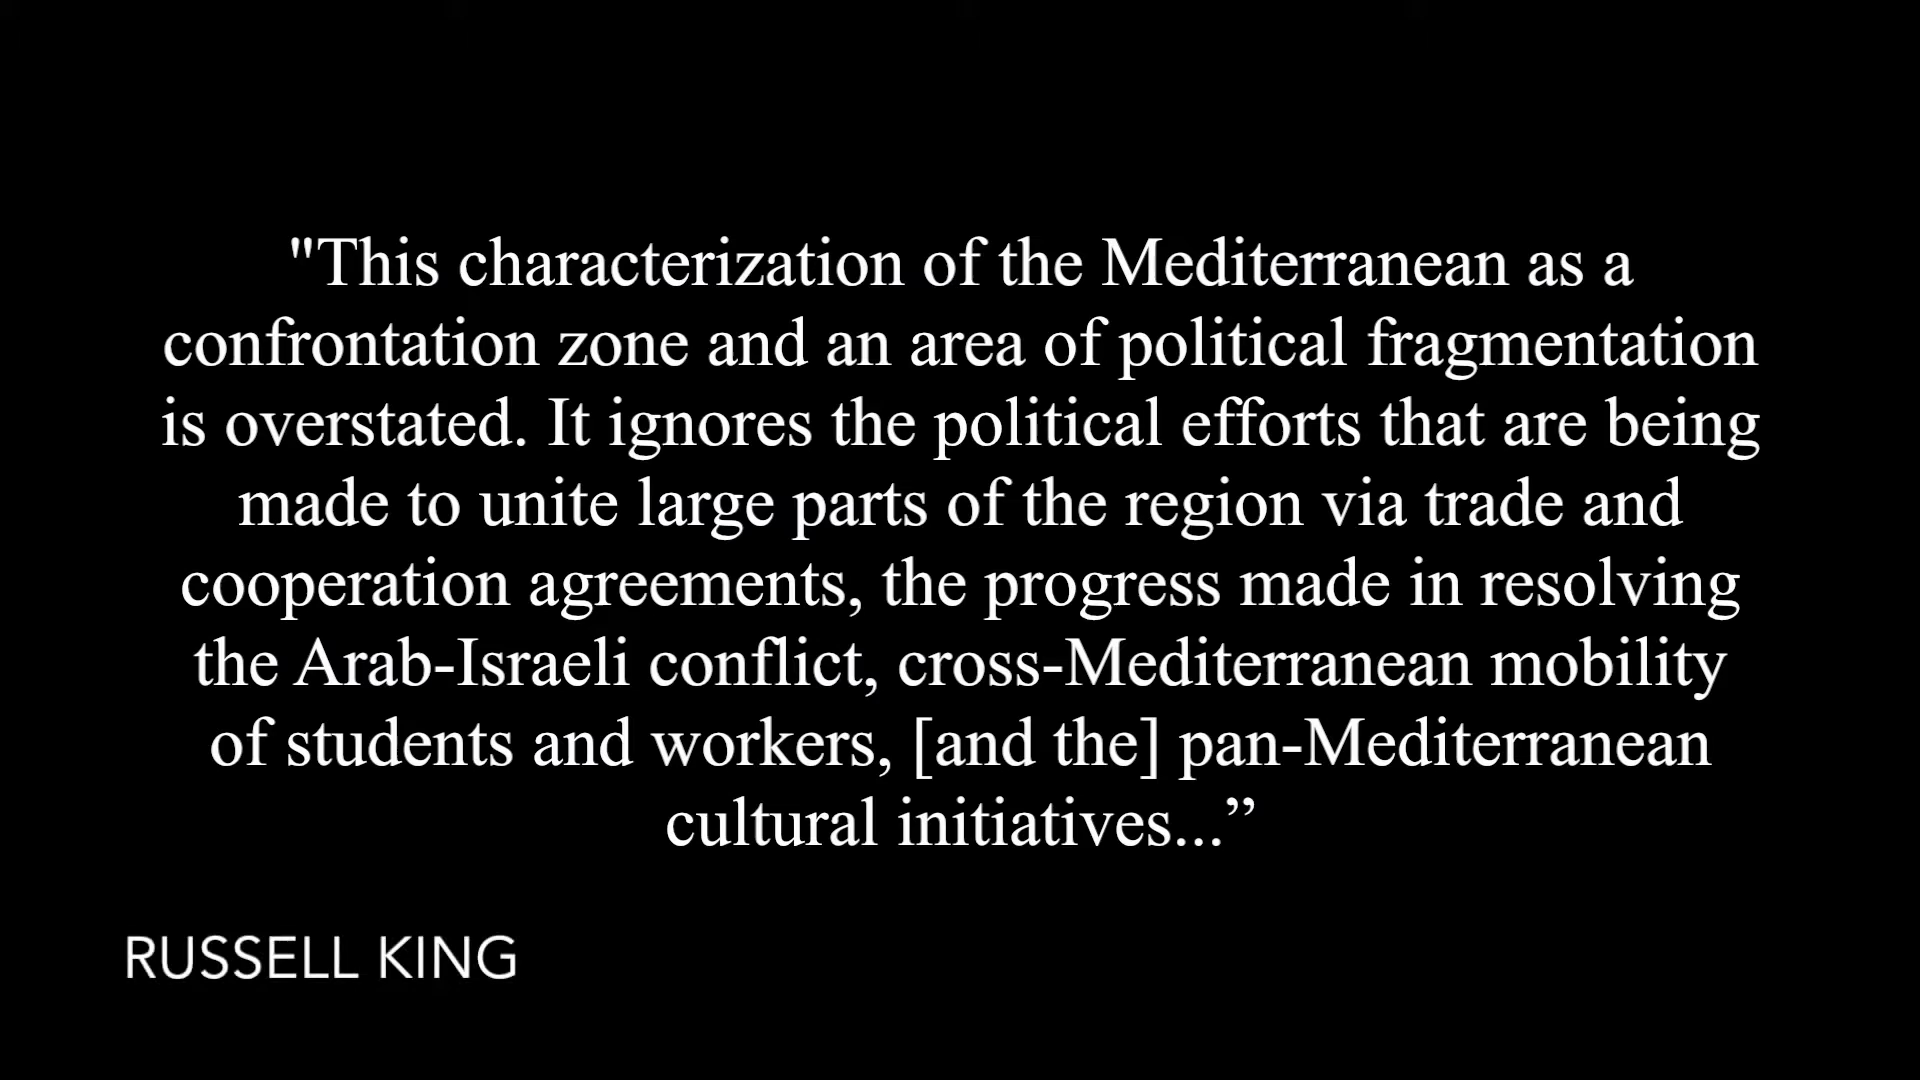 "This characterization of the Mediterranean as a
confrontation zone and an area of political fragmentation
is overstated. It ignores the political efforts that are being
made to unite large parts of the region via trade and
cooperation agreements, the progress made in resolving
the Arab-Israeli conflict, cross-Mediterranean mobility
of students and workers, [and the] pan-Mediterranean
cultural initiatives...”
RUSSELL KING